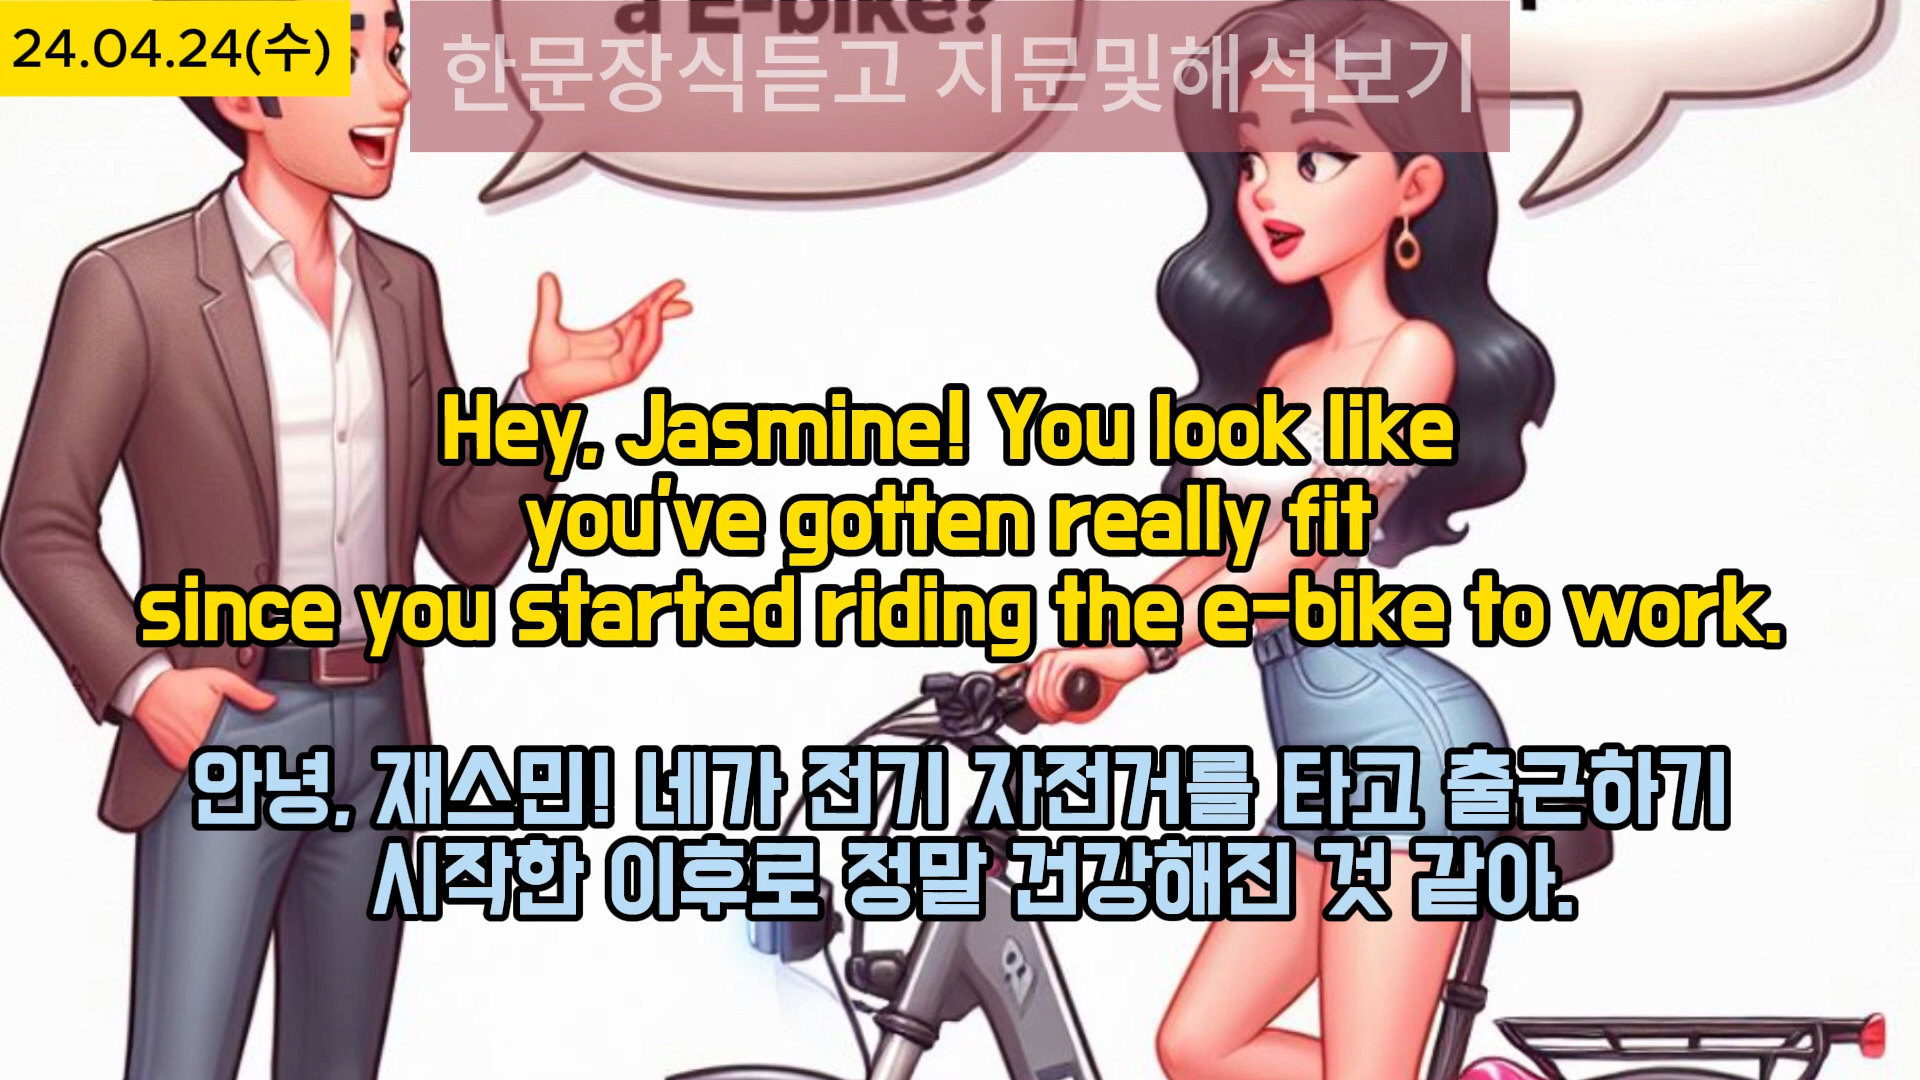 24.04.24(수)
a E-bike?
한문장식듣고 지문및해석보기
Hey, Jasmine! You look like
you've gotten really fit
since you started riding the e-bike to work.
안녕, 재스민! 네가 전기 자전거를 타고 출근하기
시작한 이후로 정말 건강해진 것 같아.